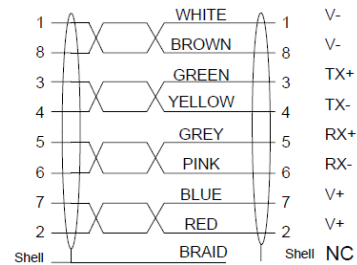 1 WHITE 1 V-
8 BROWN 8 V-
3 GREEN 3 TX+
4 YELLOW 4 TX-
5 GREY 5 RX+
6 PINK 6 RX-
7 BLUE 7 V+
2 RED 2 V+
Shell BRAID Shell NC